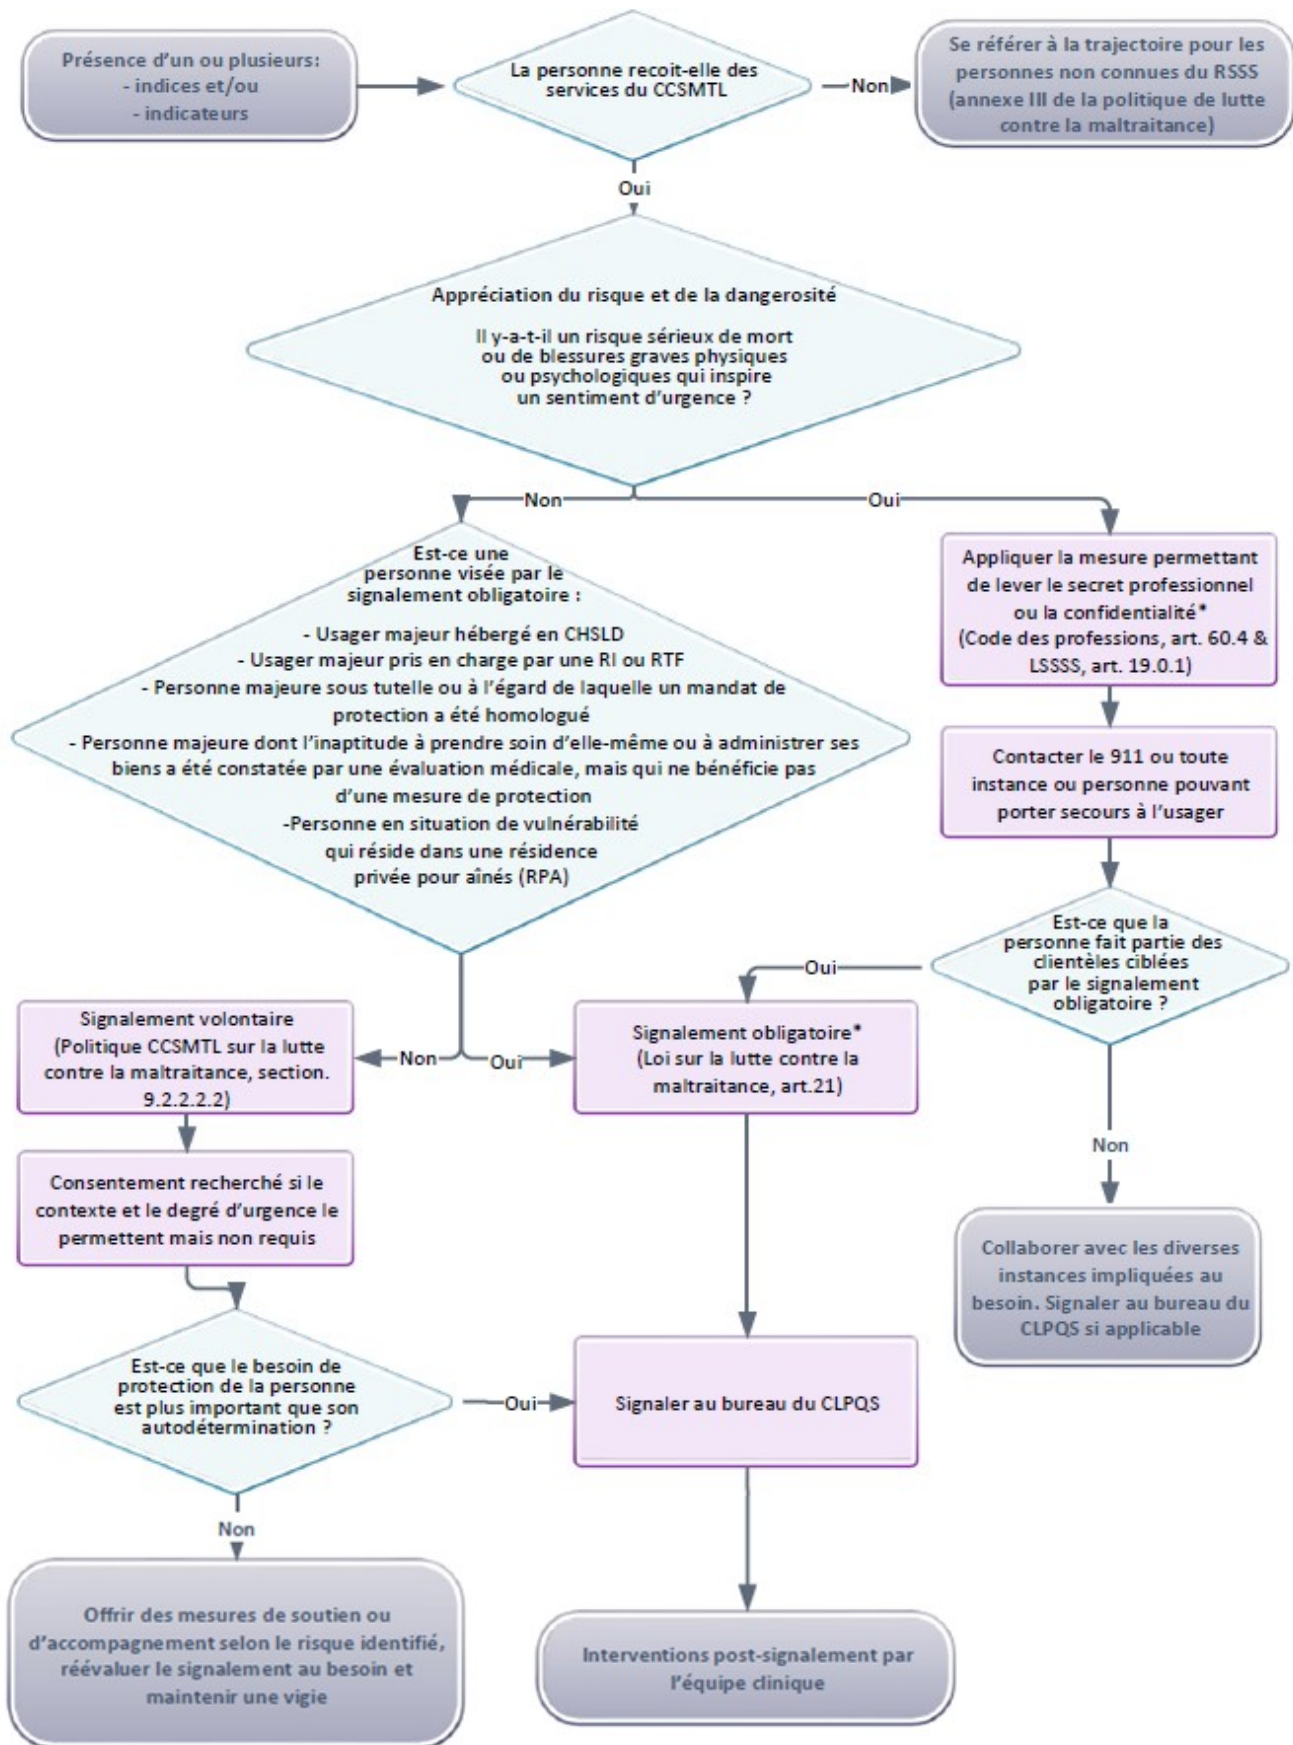 Présence d'un ou plusieurs:
- indices et/ou
- indicateurs
La personne recoit-elle des
services du CCSMTL
Non
Se référer à la trajectoire pour les
personnes non connues du RSSS
(annexe III de la politique de lutte
contre la maltraitance)
Oui
Appréciation du risque et de la dangerosité
Il y-a-t-il un risque sérieux de mort
ou de blessures graves physiques
ou psychologiques qui inspire
un sentiment d'urgence ?
Non
Oui
Est-ce une
personne visée par le
signalement obligatoire :
- Usager majeur hébergé en CHSLD
- Usager majeur pris en charge par une RI ou RTF
- Personne majeure sous tutelle ou à l'égard de laquelle un mandat de
protection a été homologué
- Personne majeure dont l'inaptitude à prendre soin d'elle-même ou à administrer ses
biens a été constatée par une évaluation médicale, mais qui ne bénéficie pas
d'une mesure de protection
-Personne en situation de vulnérabilité
qui réside dans une résidence
privée pour aînés (RPA)
Appliquer la mesure permettant
de lever le secret professionnel
ou la confidentialité*
(Code des professions, art. 60.4 &
LSSSS, art. 19.0.1)
Contacter le 911 ou toute
instance ou personne pouvant
porter secours à l'usager
Est-ce que la
personne fait partie des
clientèles ciblées
par le signalement
obligatoire ?
Oui
Non
Signalement volontaire
(Politique CCSMTL sur la lutte
contre la maltraitance, section.
9.2.2.2.2)
Non
Oui
Signalement obligatoire*
(Loi sur la lutte contre la
maltraitance, art.21)
Consentement recherché si le
contexte et le degré d'urgence le
permettent mais non requis
Collaborer avec les diverses
instances impliquées au
besoin. Signaler au bureau du
CLPQS si applicable
Est-ce que le besoin de
protection de la personne
est plus important que son
autodétermination ?
Oui
Signaler au bureau du CLPQS
Non
Offrir des mesures de soutien ou
d'accompagnement selon le risque identifié,
réévaluer le signalement au besoin et
maintenir une vigie
Interventions post-signalement par
l'équipe clinique